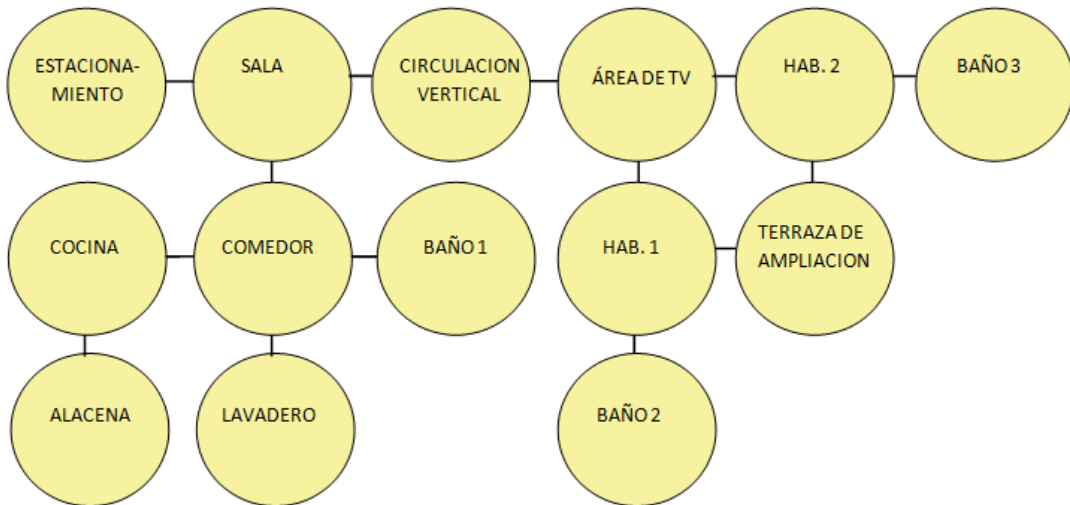 ESTACIONA-
MIENTO
SALA
CIRCULACION
VERTICAL
ÁREA DE TV
HAB. 2
BAÑO 3
COCINA
COMEDOR
BAÑO 1
HAB. 1
TERRAZA DE
AMPLIACION
ALACENA
LAVADERO
BAÑO 2